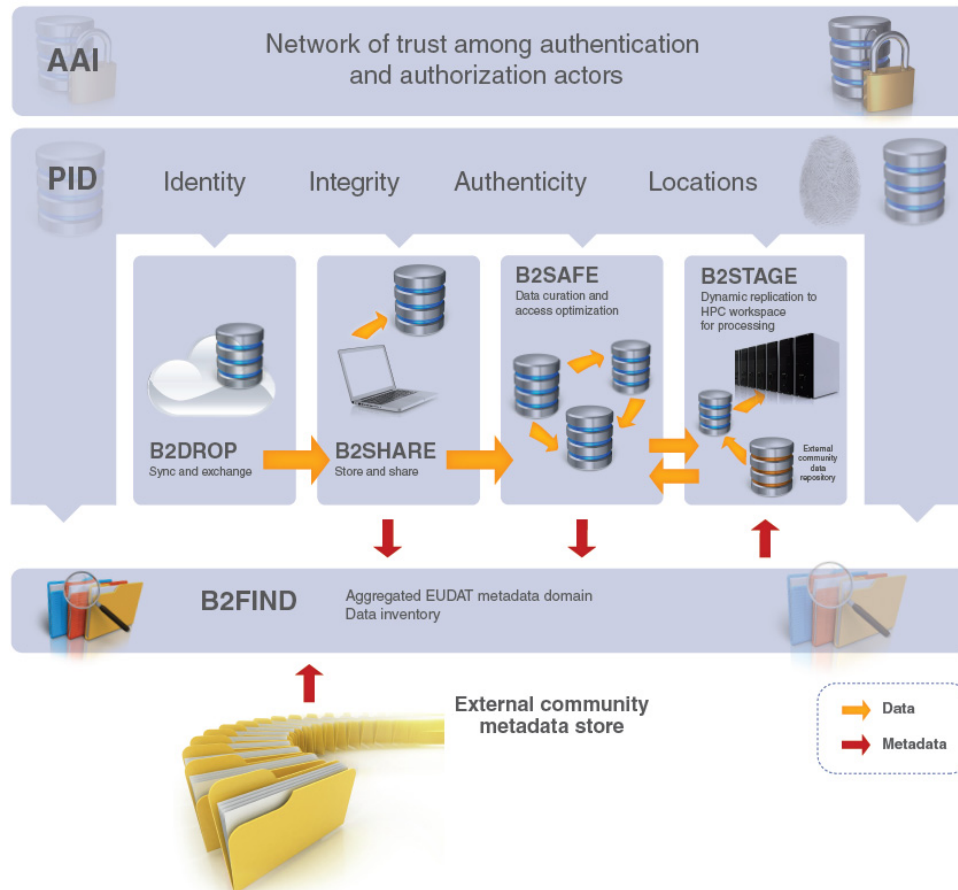 AAI
Network of trust among authentication
and authorization actors
PID
Identity
Integrity
Authenticity
Locations
B2DROP
Sync and exchange
B2SHARE
Store and share
B2SAFE
Data curation and
access optimization
B2STAGE
Dynamic replication to
HPC workspace
for processing
External
community
data
repository
B2FIND
Aggregated EUDAT metadata domain
Data inventory
External community
metadata store
Data
Metadata